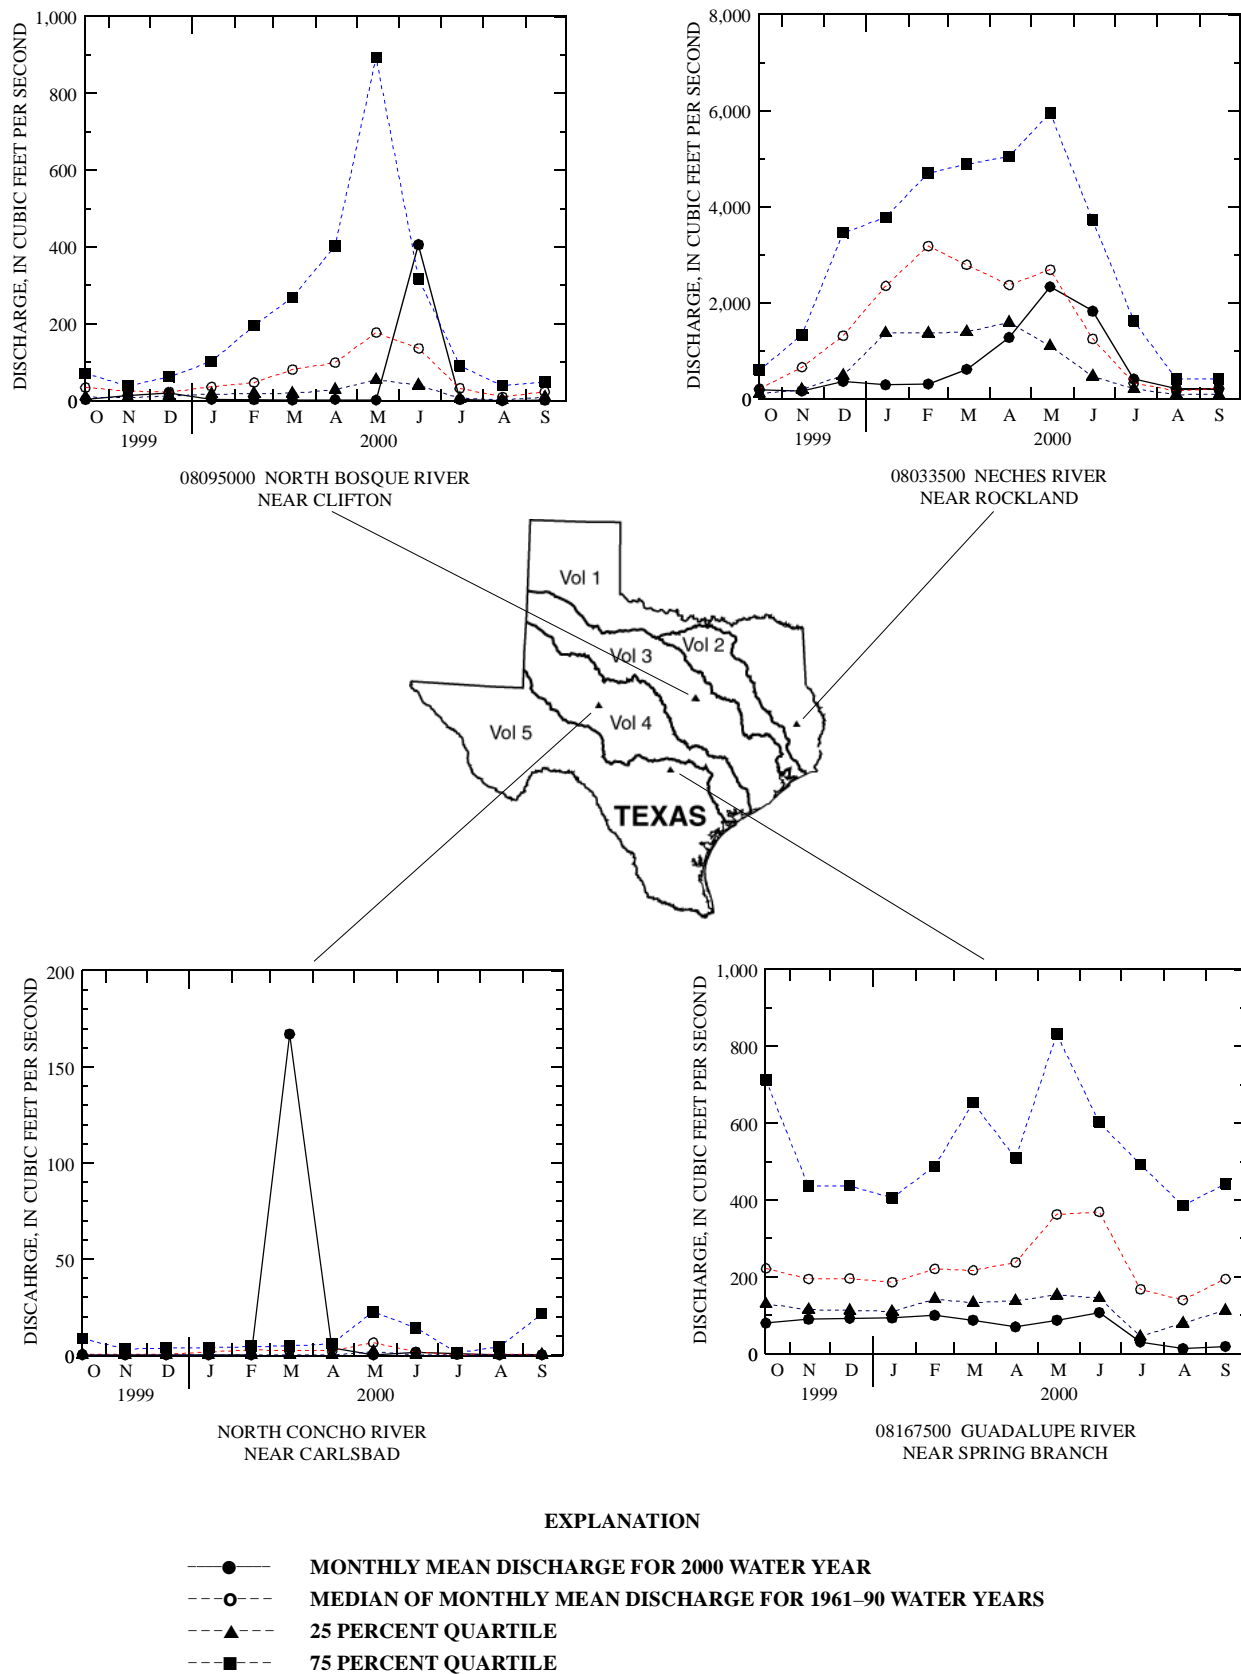 DISCHARGE, IN CUBIC FEET PER SECOND
1,000
800
600
400
200
0
O N D J F M A M J J A S
1999 2000
08095000 NORTH BOSQUE RIVER
NEAR CLIFTON
DISCHARGE, IN CUBIC FEET PER SECOND
8,000
6,000
4,000
2,000
0
O N D J F M A M J J A S
1999 2000
08033500 NECHES RIVER
NEAR ROCKLAND
Vol 1
Vol 2
Vol 3
Vol 4
Vol 5
TEXAS
DISCAHRGE, IN CUBIC FEET PER SECOND
200
150
100
50
0
O N D J F M A M J J A S
1999 2000
NORTH CONCHO RIVER
NEAR CARLSBAD
DISCHARGE, IN CUBIC FEET PER SECOND
1,000
800
600
400
200
0
O N D J F M A M J J A S
1999 2000
08167500 GUADALUPE RIVER
NEAR SPRING BRANCH
EXPLANATION
MONTHLY MEAN DISCHARGE FOR 2000 WATER YEAR
MEDIAN OF MONTHLY MEAN DISCHARGE FOR 1961–90 WATER YEARS
25 PERCENT QUARTILE
75 PERCENT QUARTILE